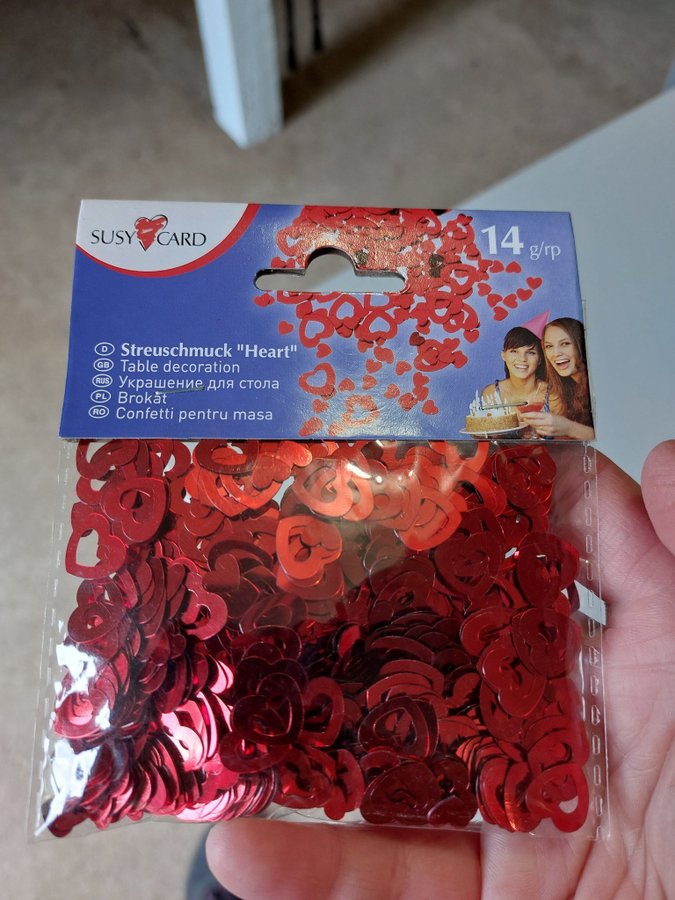 SUSY CARD
14 g/rp
D Streuschmuck "Heart"
GB Table decoration
RUS Украшение для стола
PL Brokat
RO Confetti pentru masa